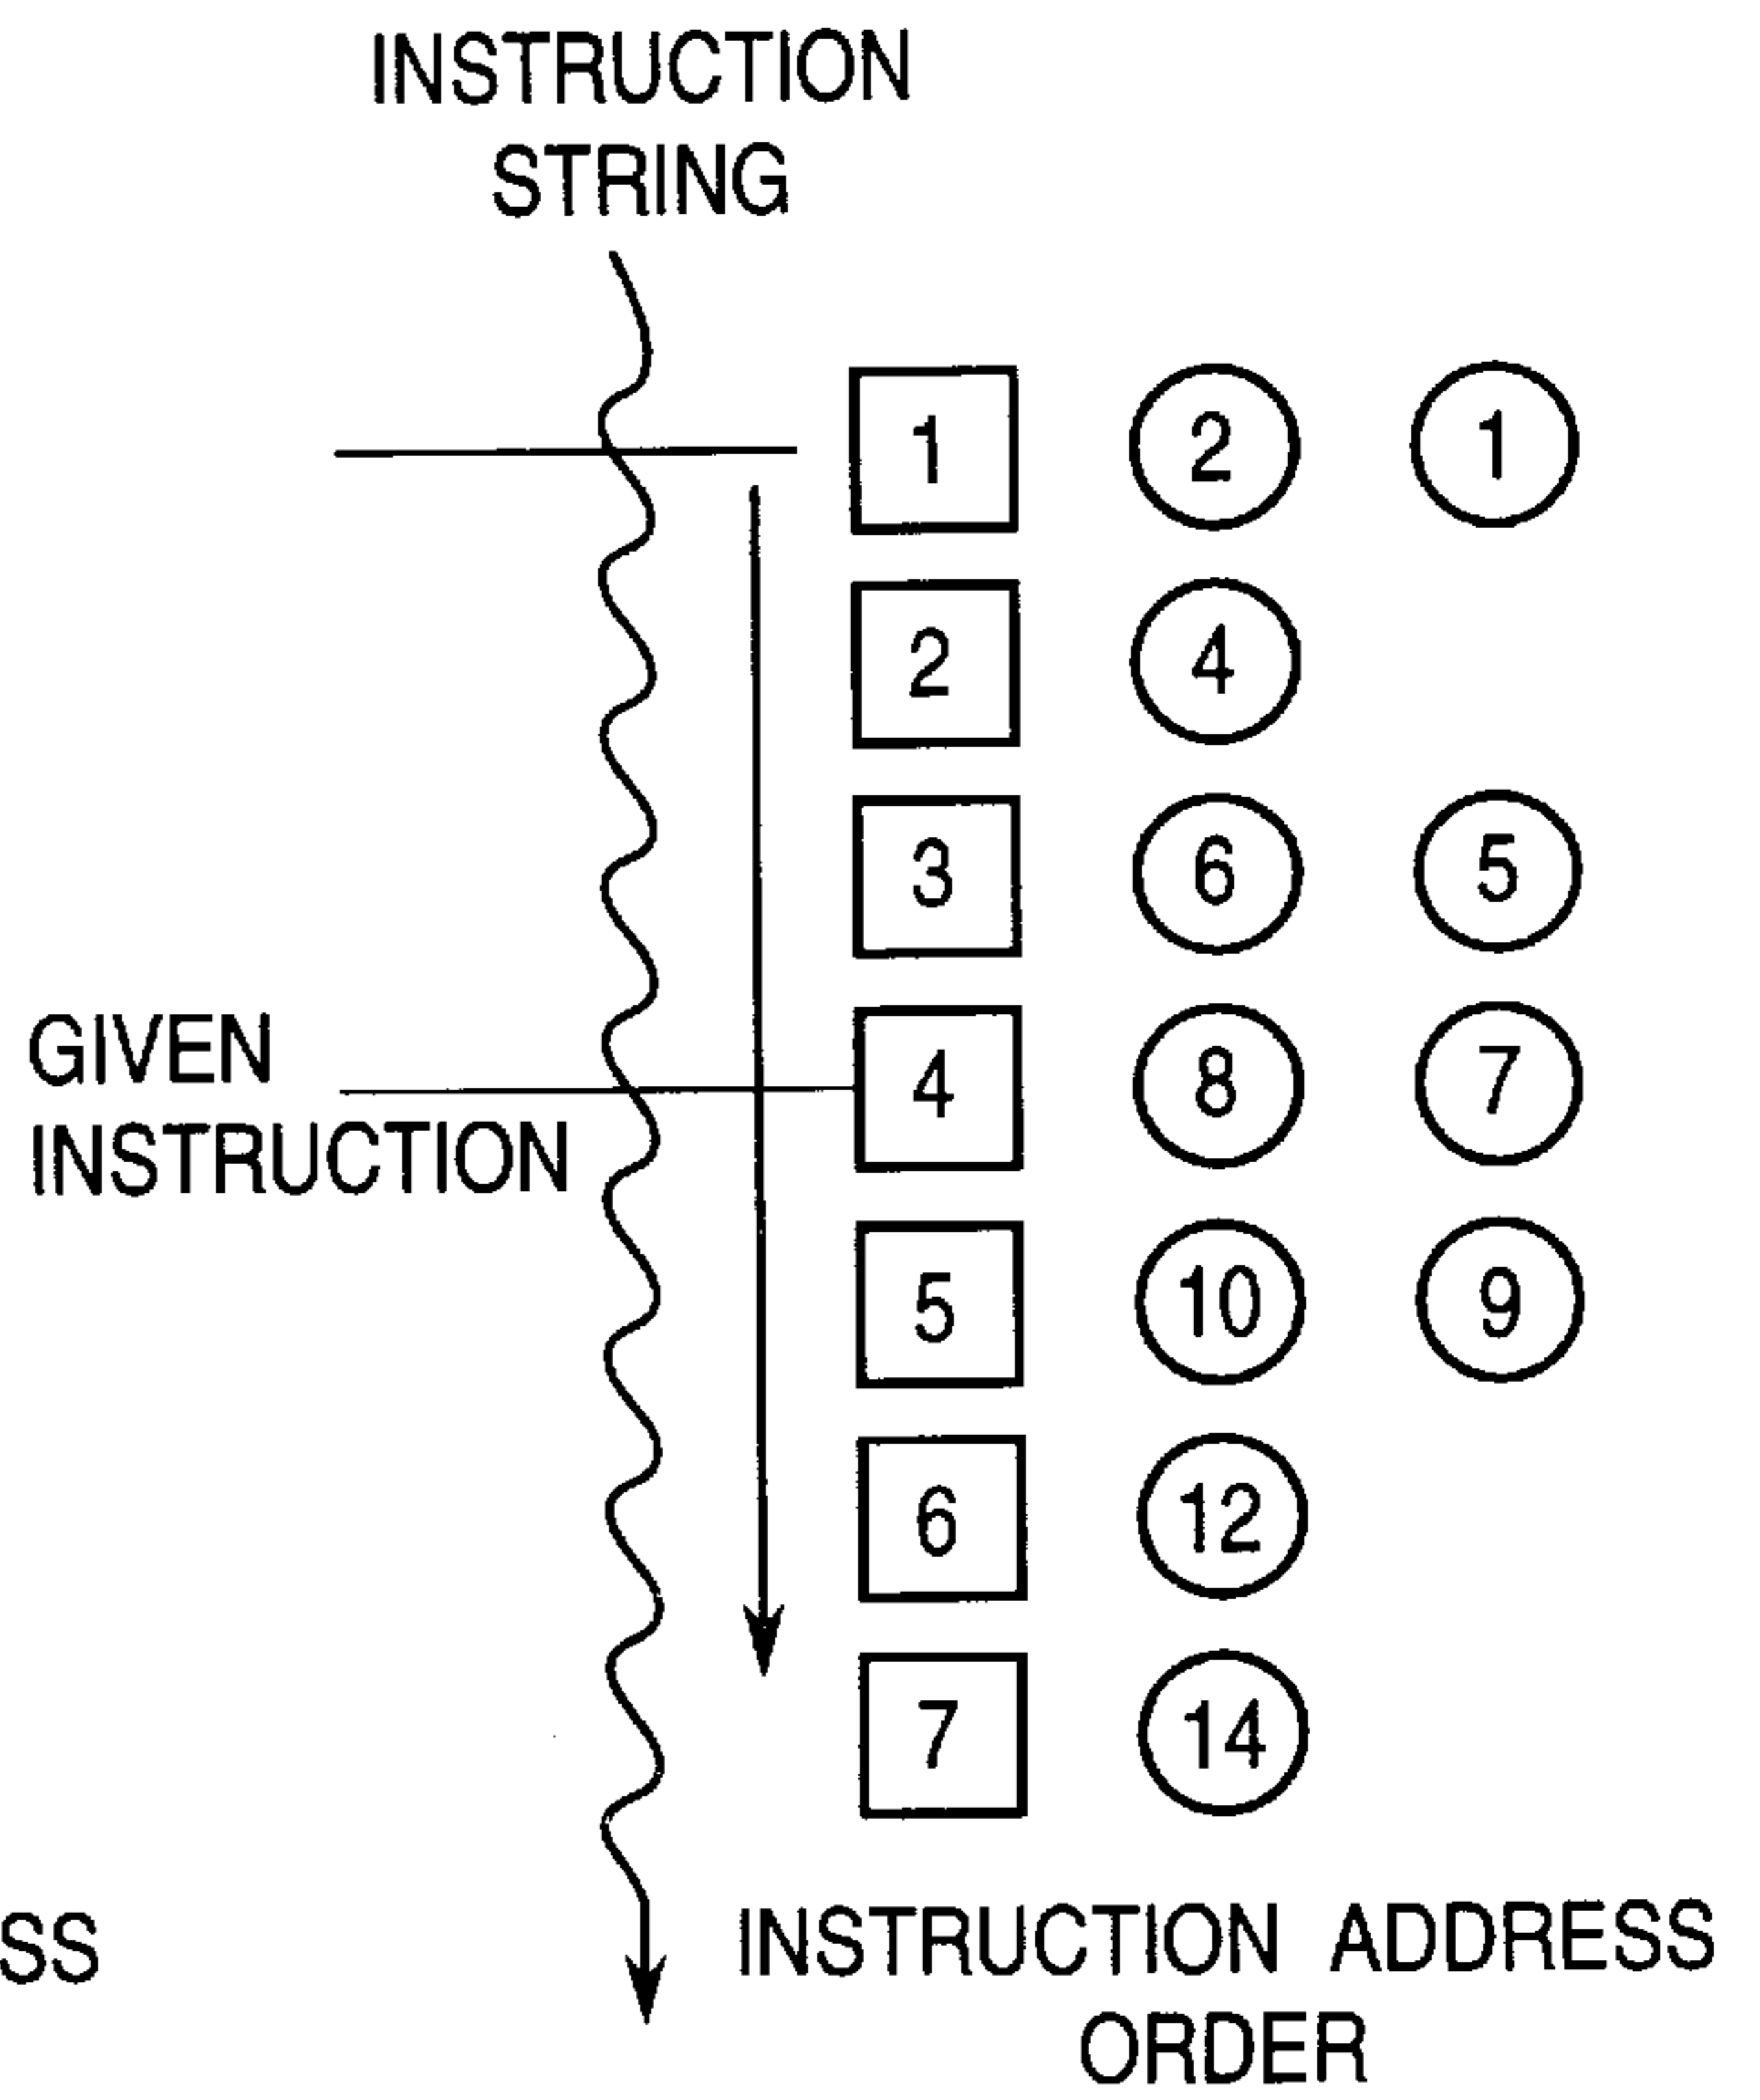 INSTRUCTION
STRING
1 2 1
2 4
3 6 5
GIVEN
INSTRUCTION
4 8 7
5 10 9
6 12
7 14
SS
INSTRUCTION ADDRESS
ORDER